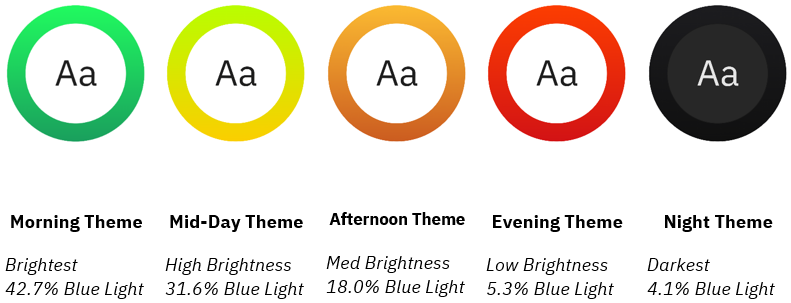 Aa
Aa
Aa
Aa
Aa
Morning Theme
Mid-Day Theme
Afternoon Theme
Evening Theme
Night Theme
Brightest
42.7% Blue Light
High Brightness
31.6% Blue Light
Med Brightness
18.0% Blue Light
Low Brightness
5.3% Blue Light
Darkest
4.1% Blue Light